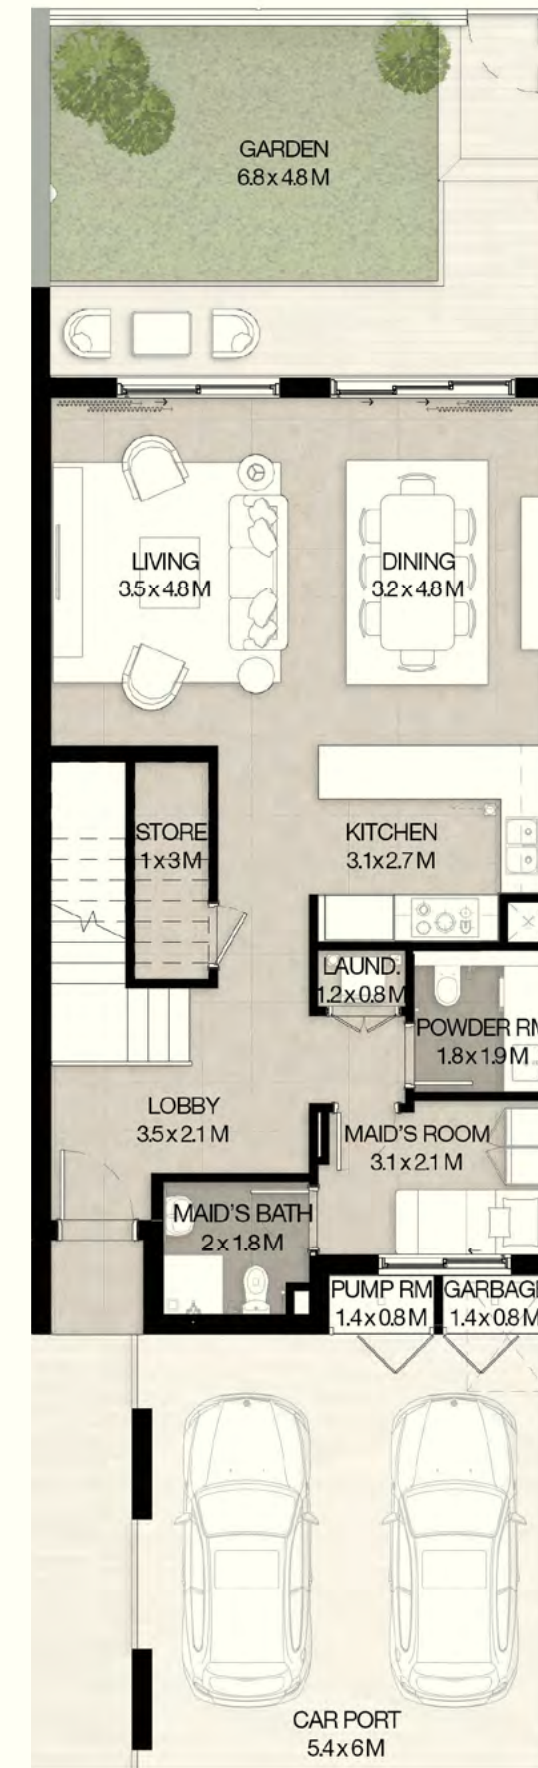 GARDEN
6.8 x 4.8 M
LIVING
3.5 x 4.8 M
DINING
3.2 x 4.8 M
STORE
1 x 3 M
KITCHEN
3.1 x 2.7 M
LAUND.
1.2 x 0.8 M
POWDER RM
1.8 x 1.9 M
LOBBY
3.5 x 2.1 M
MAID'S ROOM
3.1 x 2.1 M
MAID'S BATH
2 x 1.8 M
PUMP RM
1.4 x 0.8 M
GARBAGE
1.4 x 0.8 M
CAR PORT
5.4 x 6 M